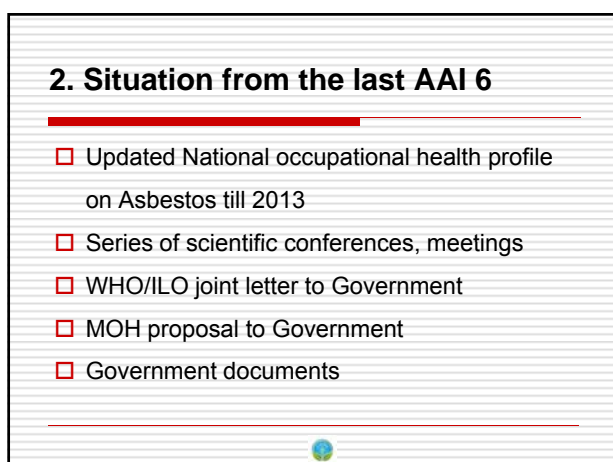 2. Situation from the last AAI 6
Updated National occupational health profile
on Asbestos till 2013
Series of scientific conferences, meetings
WHO/ILO joint letter to Government
MOH proposal to Government
Government documents